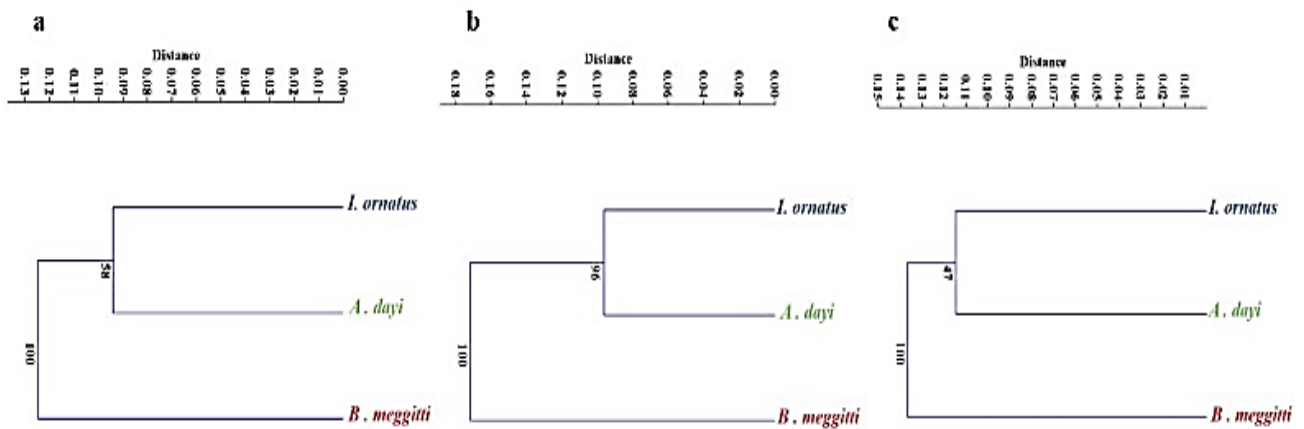 a
Distance
0.13 0.12 0.11 0.10 0.09 0.08 0.07 0.06 0.05 0.04 0.03 0.02 0.01 0.00
I. ornatus
58
A. dayi
100
B. meggitti
b
Distance
0.18 0.16 0.14 0.12 0.10 0.08 0.06 0.04 0.02 0.00
I. ornatus
96
A. dayi
100
B. meggitti
c
Distance
0.15 0.14 0.13 0.12 0.11 0.10 0.09 0.08 0.07 0.06 0.05 0.04 0.03 0.02 0.01
I. ornatus
47
A. dayi
100
B. meggitti